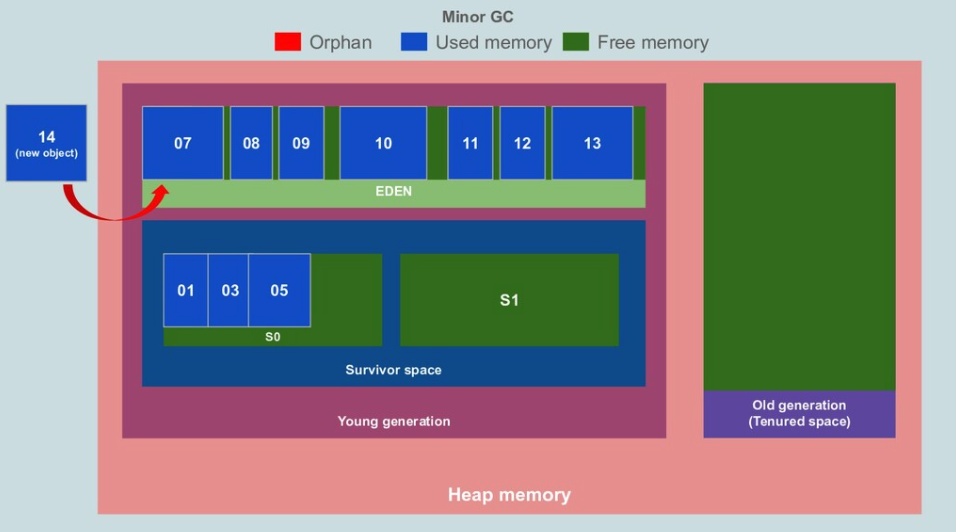 Minor GC
Orphan
Used memory
Free memory
14
(new object)
07
08
09
10
11
12
13
EDEN
01
03
05
S0
S1
Survivor space
Young generation
Old generation
(Tenured space)
Heap memory